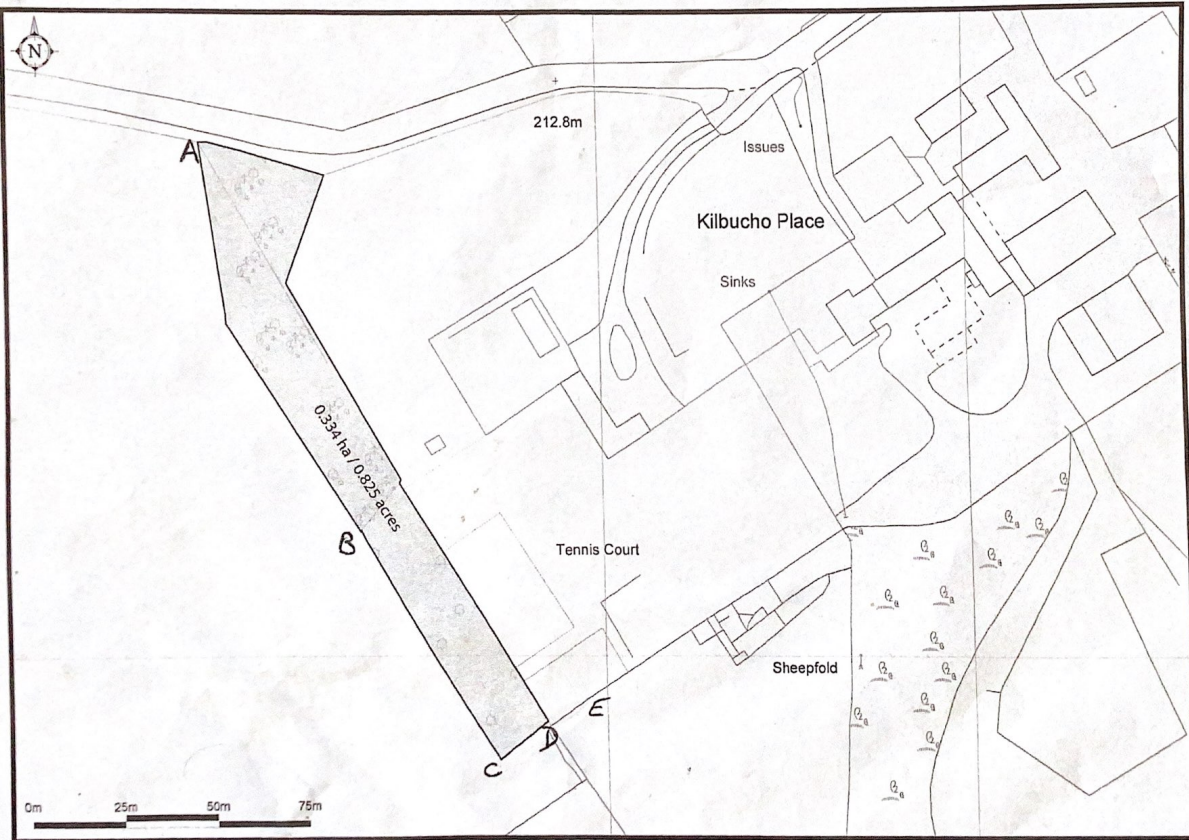 N
A
212.8m
Issues
Kilbucho Place
Sinks
0.334 ha / 0.825 acres
B
Tennis Court
Sheepfold
E
D
C
0m 25m 50m 75m